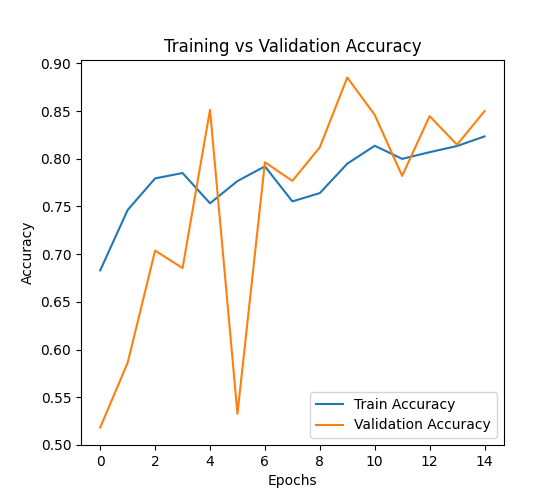 Training vs Validation Accuracy
0.90
0.85
0.80
0.75
0.70
0.65
0.60
0.55
0.50
Accuracy
Train Accuracy
Validation Accuracy
0 2 4 6 8 10 12 14
Epochs